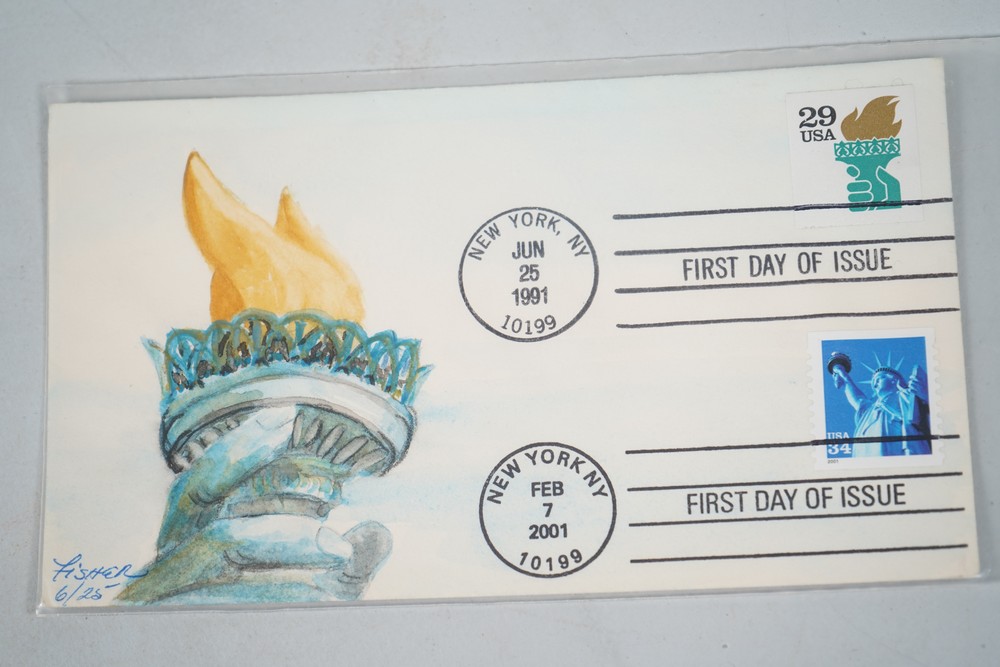 29
USA
NEW YORK, NY
JUN
25
1991
10199
FIRST DAY OF ISSUE
USA
34
2001
NEW YORK NY
FEB
7
2001
10199
FIRST DAY OF ISSUE
FISHER
6/25